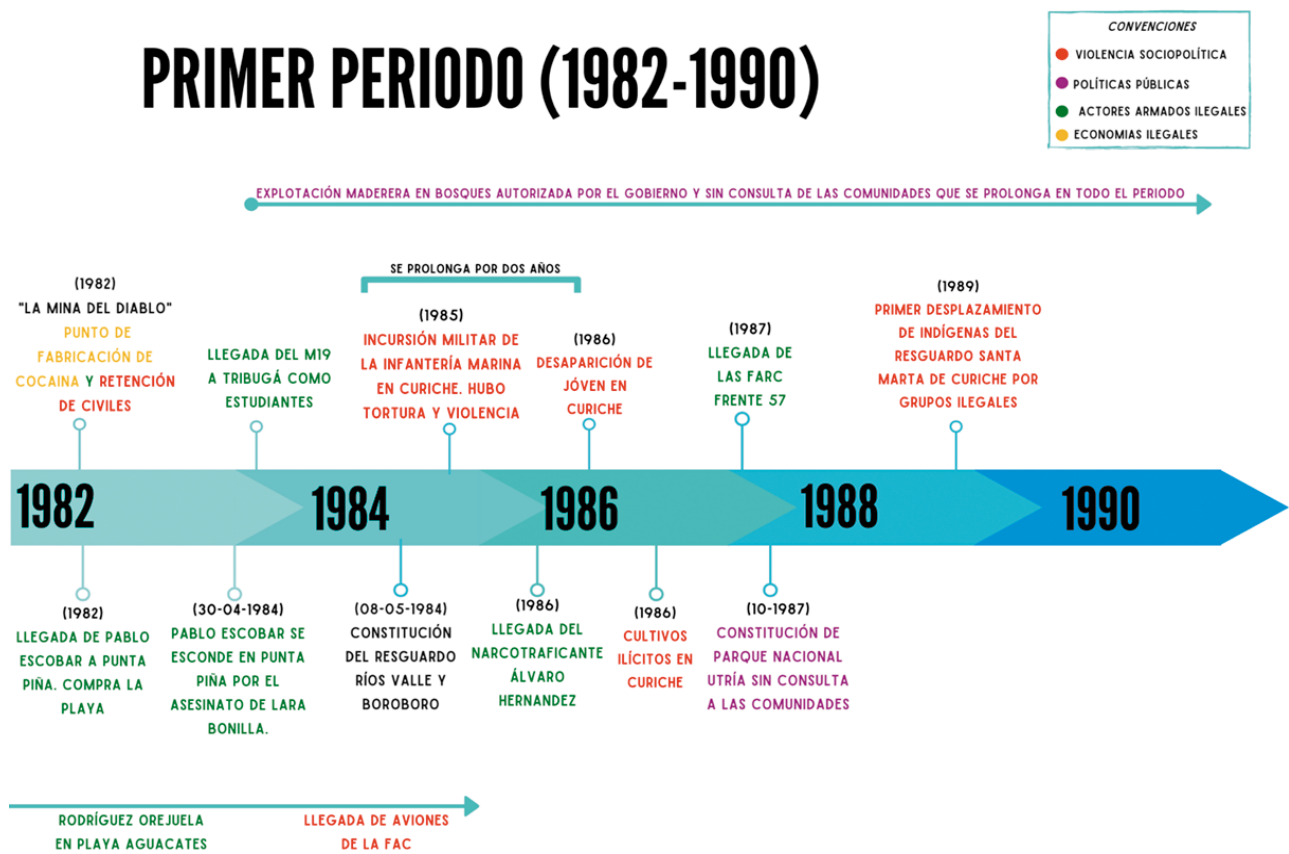 PRIMER PERIODO (1982-1990)
CONVENCIONES
VIOLENCIA SOCIOPOLÍTICA
POLÍTICAS PÚBLICAS
ACTORES ARMADOS ILEGALES
ECONOMIAS ILEGALES
EXPLOTACIÓN MADERERA EN BOSQUES AUTORIZADA POR EL GOBIERNO Y SIN CONSULTA DE LAS COMUNIDADES QUE SE PROLONGA EN TODO EL PERIODO
(1982)
"LA MINA DEL DIABLO"
PUNTO DE
FABRICACIÓN DE
COCAINA Y RETENCIÓN
DE CIVILES
LLEGADA DEL M19
A TRIBUGÁ COMO
ESTUDIANTES
SE PROLONGA POR DOS AÑOS
(1985)
INCURSIÓN MILITAR DE
LA INFANTERÍA MARINA
EN CURICHE. HUBO
TORTURA Y VIOLENCIA
(1986)
DESAPARICIÓN DE
JÓVEN EN
CURICHE
(1987)
LLEGADA DE
LAS FARC
FRENTE 57
(1989)
PRIMER DESPLAZAMIENTO
DE INDÍGENAS DEL
RESGUARDO SANTA
MARTA DE CURICHE POR
GRUPOS ILEGALES
1982
1984
1986
1988
1990
(1982)
LLEGADA DE PABLO
ESCOBAR A PUNTA
PIÑA. COMPRA LA
PLAYA
(30-04-1984)
PABLO ESCOBAR SE
ESCONDE EN PUNTA
PIÑA POR EL
ASESINATO DE LARA
BONILLA.
(08-05-1984)
CONSTITUCIÓN
DEL RESGUARDO
RÍOS VALLE Y
BOROBORO
(1986)
LLEGADA DEL
NARCOTRAFICANTE
ÁLVARO
HERNANDEZ
(1986)
CULTIVOS
ILÍCITOS EN
CURICHE
(10-1987)
CONSTITUCIÓN DE
PARQUE NACIONAL
UTRÍA SIN CONSULTA
A LAS COMUNIDADES
RODRÍGUEZ OREJUELA
EN PLAYA AGUACATES
LLEGADA DE AVIONES
DE LA FAC